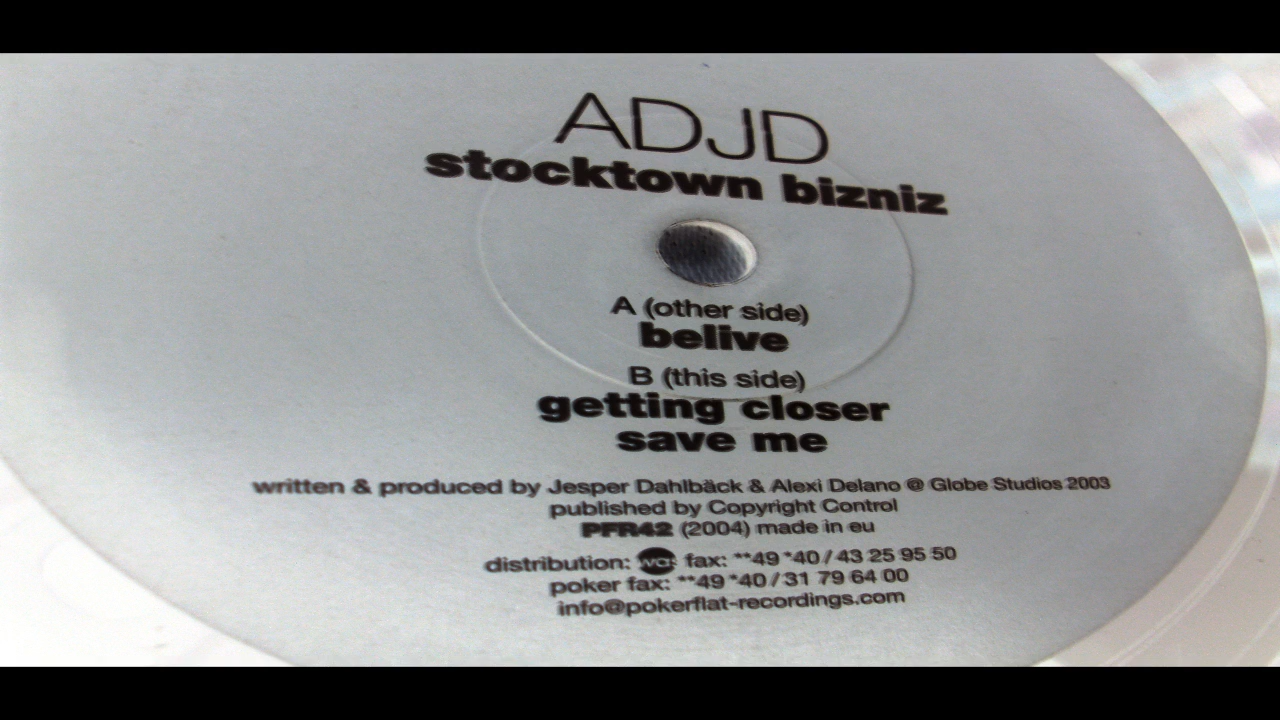 ADJD
stocktown bizniz
A (other side)
belive
B (this side)
getting closer
save me
written & produced by Jesper Dahlbäck & Alexi Delano @ Globe Studios 2003
published by Copyright Control
PFR42 (2004) made in eu
distribution: wa: fax: **49 *40 / 43 25 95 50
poker fax: **49 *40 / 31 79 64 00
info@pokerflat-recordings.com